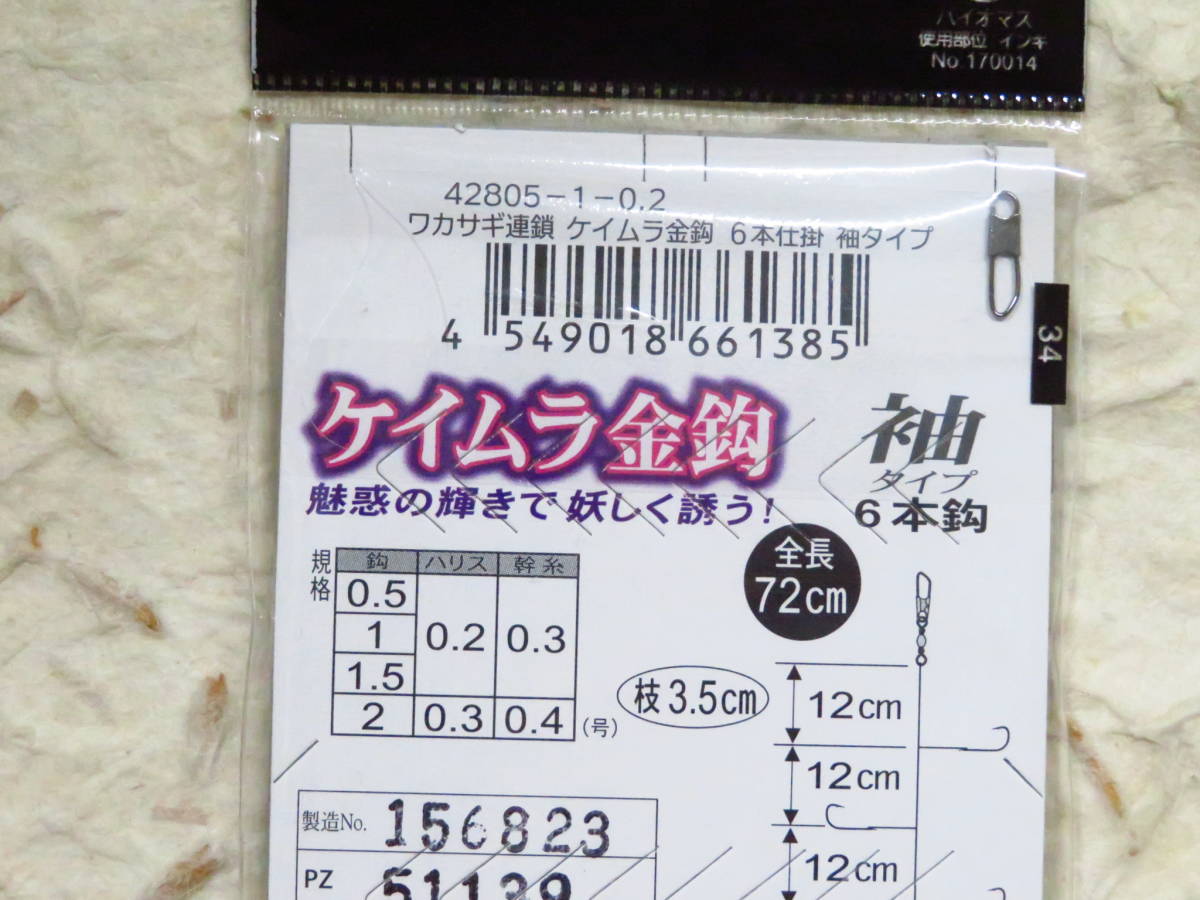 バイオマス
使用部位 インキ
No 170014
42805-1-0.2
ワカサギ連鎖 ケイムラ金鈎 6本仕掛 袖タイプ
4 549018 661385
34
ケイムラ金鈎
魅惑の輝きで 妖しく誘う!
袖
タイプ
6本鈎
全長
72cm
規格
鈎 ハリス 幹糸
0.5
1 0.2 0.3
1.5
2 0.3 0.4 (号)
枝3.5cm
12cm
12cm
12cm
製造No. 156823
PZ 51139